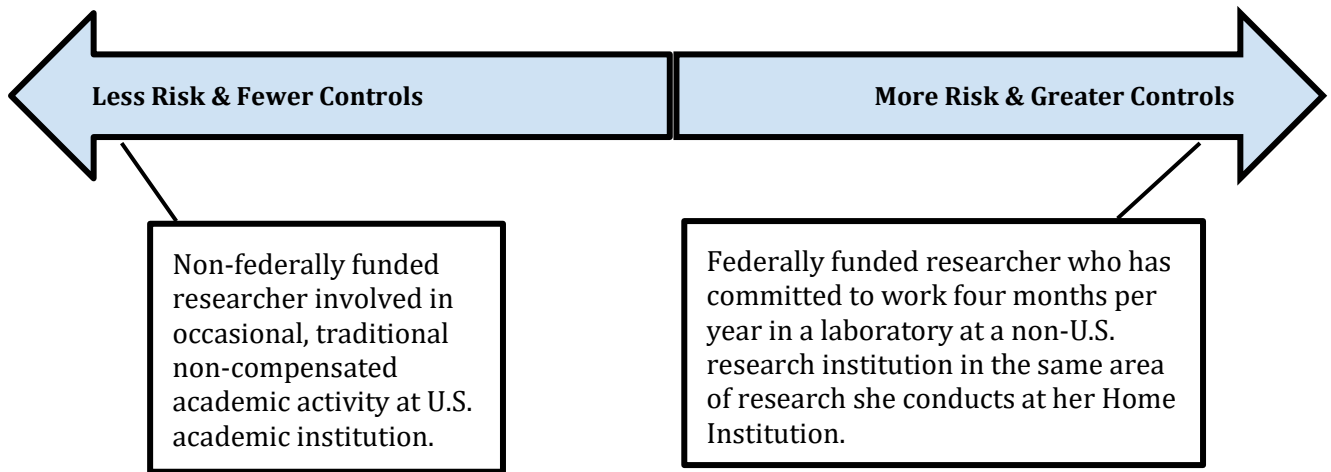 Less Risk & Fewer Controls
More Risk & Greater Controls
Non-federally funded
researcher involved in
occasional, traditional
non-compensated
academic activity at U.S.
academic institution.
Federally funded researcher who has
committed to work four months per
year in a laboratory at a non-U.S.
research institution in the same area
of research she conducts at her Home
Institution.